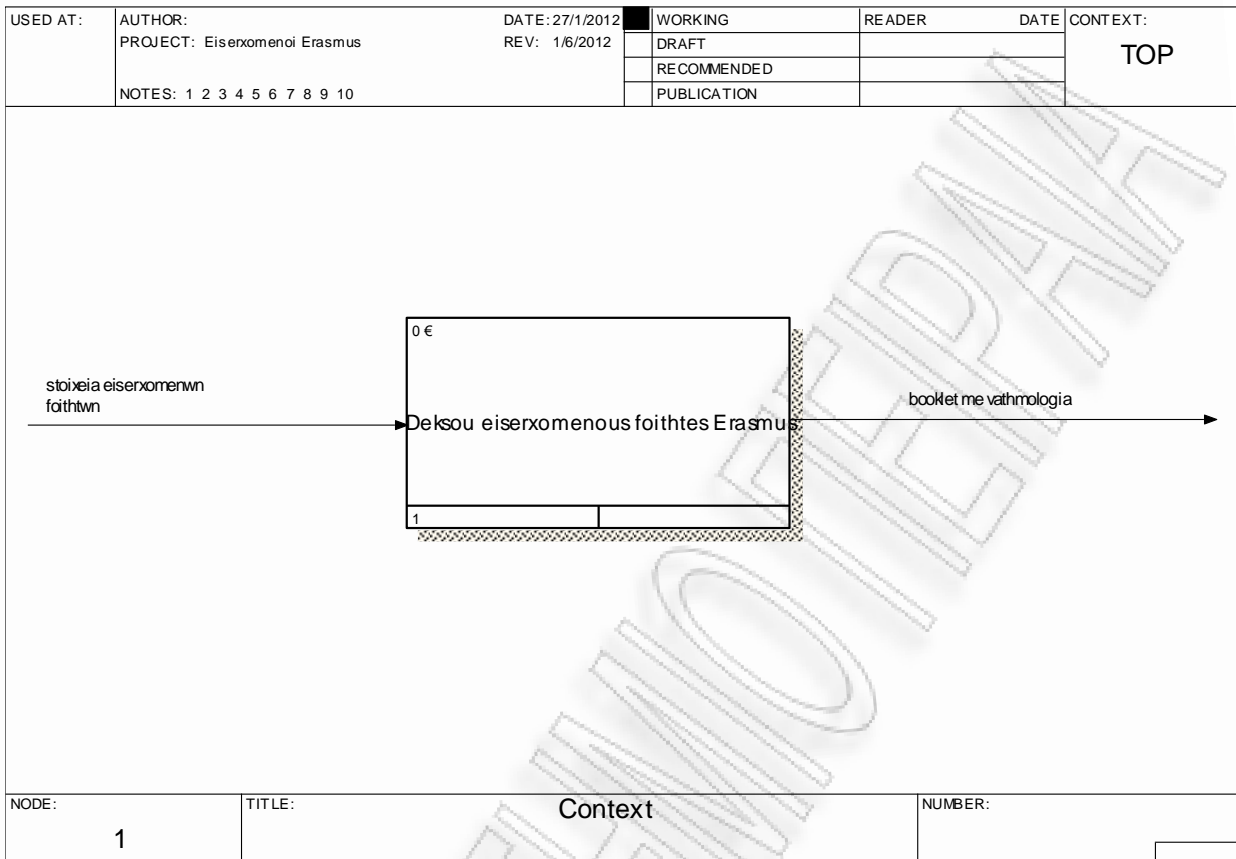 USED AT: AUTHOR: DATE: 27/1/2012 WORKING READER DATE CONTEXT:
PROJECT: Eiserxomenoi Erasmus REV: 1/6/2012 DRAFT
TOP
RECOMMENDED
NOTES: 1 2 3 4 5 6 7 8 9 10 PUBLICATION
0 €
stoixeia eiserxomenwn
foithtwn
booklet me vathmologia
Deksou eiserxomenous foithtes Erasmus
1
NODE: TITLE: Context NUMBER:
1